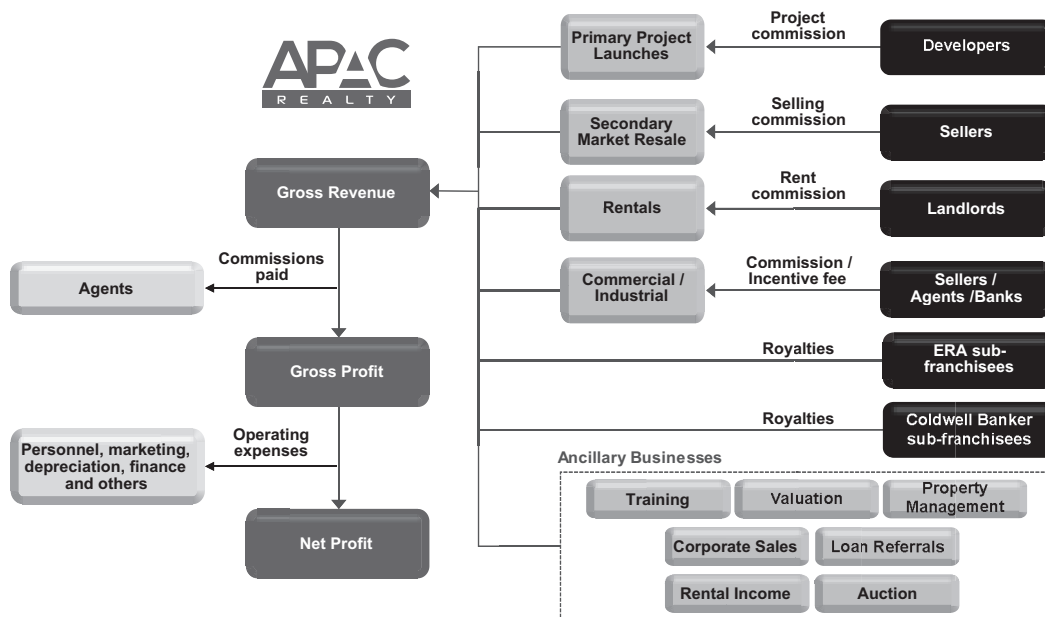 APAC
REALTY
Primary Project
Launches
Project
commission
Developers
Secondary
Market Resale
Selling
commission
Sellers
Gross Revenue
Rentals
Rent
commission
Landlords
Commissions
paid
Agents
Commercial /
Industrial
Commission /
Incentive fee
Sellers /
Agents /Banks
Gross Profit
Royalties
ERA sub-
franchisees
Royalties
Coldwell Banker
sub-franchisees
Operating
expenses
Personnel, marketing,
depreciation, finance
and others
Net Profit
Ancillary Businesses
Training
Valuation
Property
Management
Corporate Sales
Loan Referrals
Rental Income
Auction